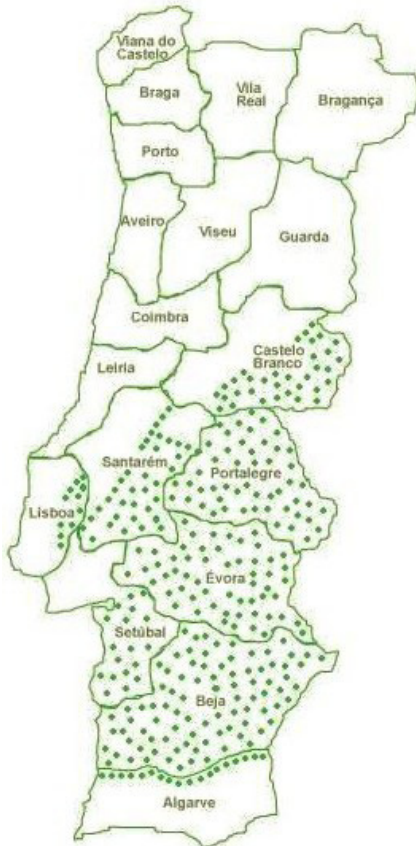 Viana do
Castelo
Braga
Vila
Real
Bragança
Porto
Aveiro
Viseu
Guarda
Coimbra
Leiria
Castelo
Branco
Santarém
Portalegre
Lisboa
Évora
Setúbal
Beja
Algarve